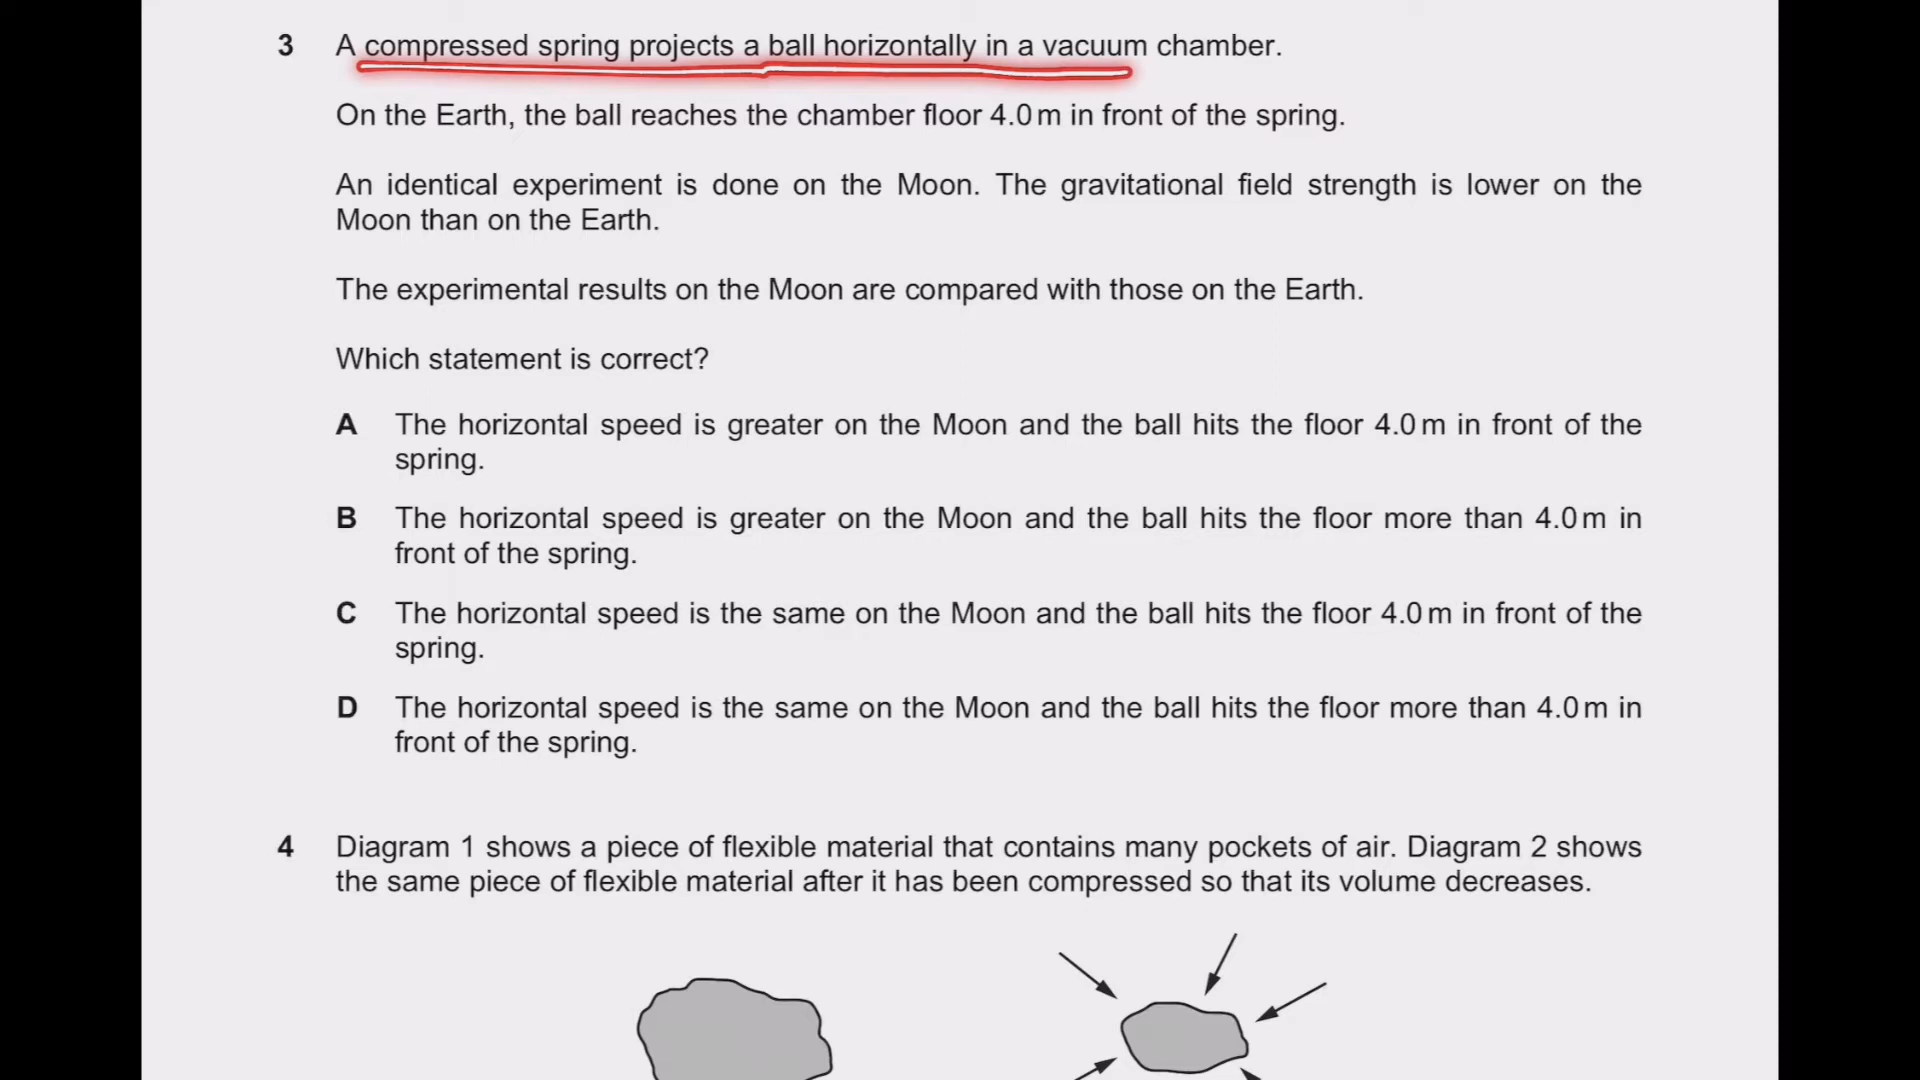 3 A compressed spring projects a ball horizontally in a vacuum chamber.
On the Earth, the ball reaches the chamber floor 4.0 m in front of the spring.
An identical experiment is done on the Moon. The gravitational field strength is lower on the
Moon than on the Earth.
The experimental results on the Moon are compared with those on the Earth.
Which statement is correct?
A The horizontal speed is greater on the Moon and the ball hits the floor 4.0 m in front of the
spring.
B The horizontal speed is greater on the Moon and the ball hits the floor more than 4.0 m in
front of the spring.
C The horizontal speed is the same on the Moon and the ball hits the floor 4.0 m in front of the
spring.
D The horizontal speed is the same on the Moon and the ball hits the floor more than 4.0 m in
front of the spring.
4 Diagram 1 shows a piece of flexible material that contains many pockets of air. Diagram 2 shows
the same piece of flexible material after it has been compressed so that its volume decreases.